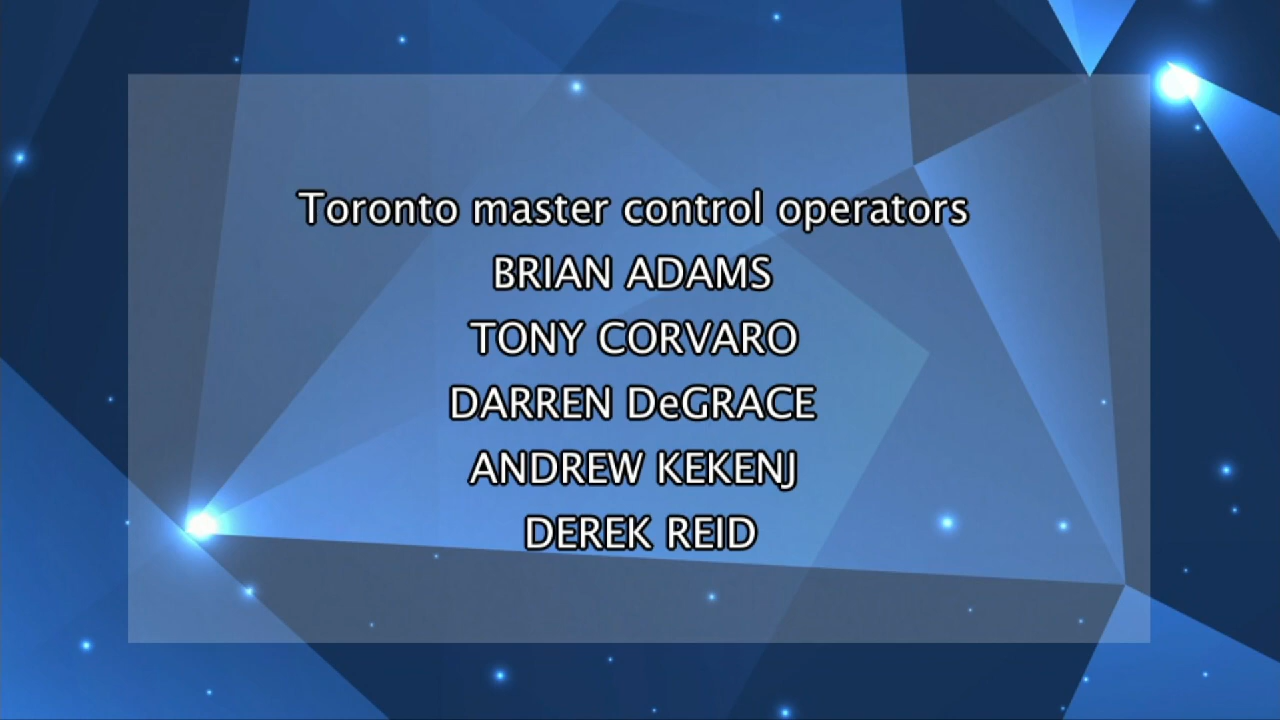 Toronto master control operators
BRIAN ADAMS
TONY CORVARO
DARREN DeGRACE
ANDREW KEKENJ
DEREK REID